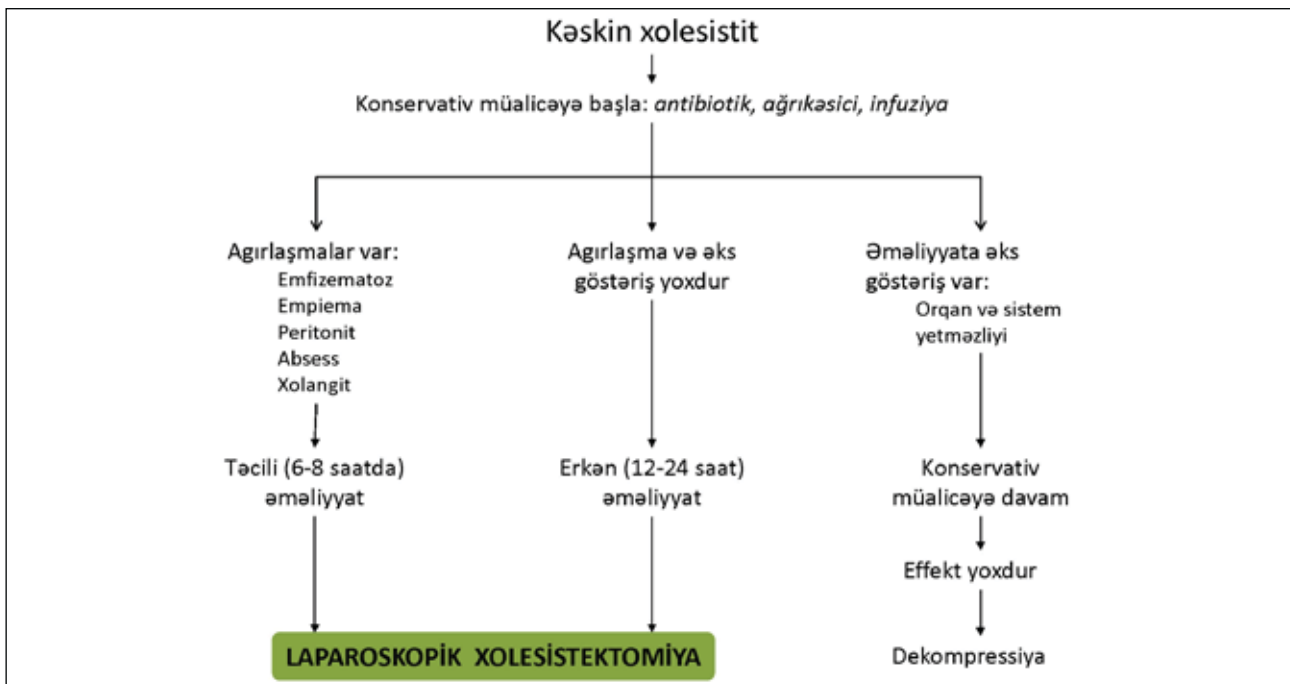 Kəskin xolesistit
Konservativ müalicəyə başla: antibiotik, ağrıkəsici, infuziya
Agırlaşmalar var:
Emfizematoz
Empiema
Peritonit
Absess
Xolangit
Təcili (6-8 saatda)
əməliyyat
Agırlaşma və əks
göstəriş yoxdur
Erkən (12-24 saat)
əməliyyat
LAPAROSKOPİK XOLESİSTEKTOMİYA
Əməliyyata əks
göstəriş var:
Orqan və sistem
yetməzliyi
Konservativ
müalicəyə davam
Effekt yoxdur
Dekompressiya